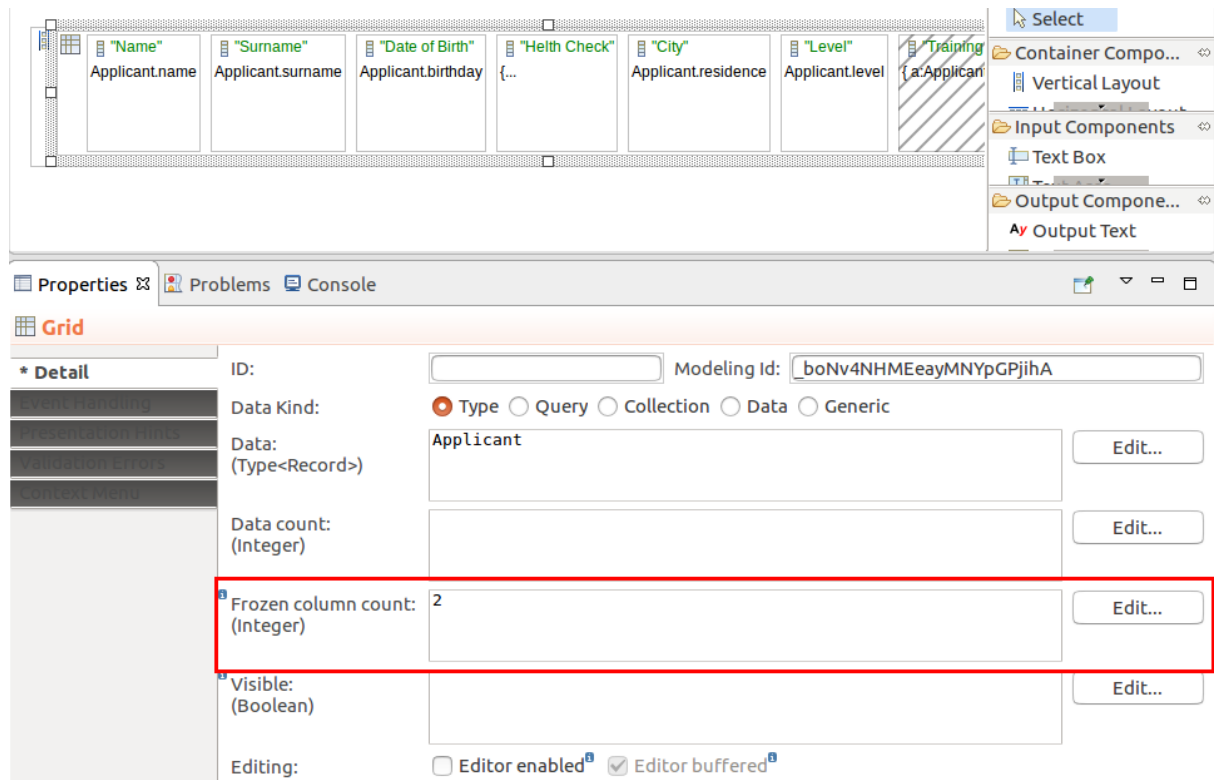 Select
"Name" "Surname" "Date of Birth" "Helth Check" "City" "Level" "Training
Applicant.name Applicant.surname Applicant.birthday {... Applicant.residence Applicant.level { a:Applicant
Container Compo...
Vertical Layout
Input Components
Text Box
Output Compone...
Ay Output Text
Properties Problems Console
Grid
* Detail
Event Handling
Presentation Hints
Validation Errors
Context Menu
ID: Modeling Id: _boNv4NHMEeayMNYpGPjihA
Data Kind: Type Query Collection Data Generic
Data: Applicant Edit...
(Type<Record>)
Data count: Edit...
(Integer)
Frozen column count: 2 Edit...
(Integer)
Visible: Edit...
(Boolean)
Editing: Editor enabled Editor buffered